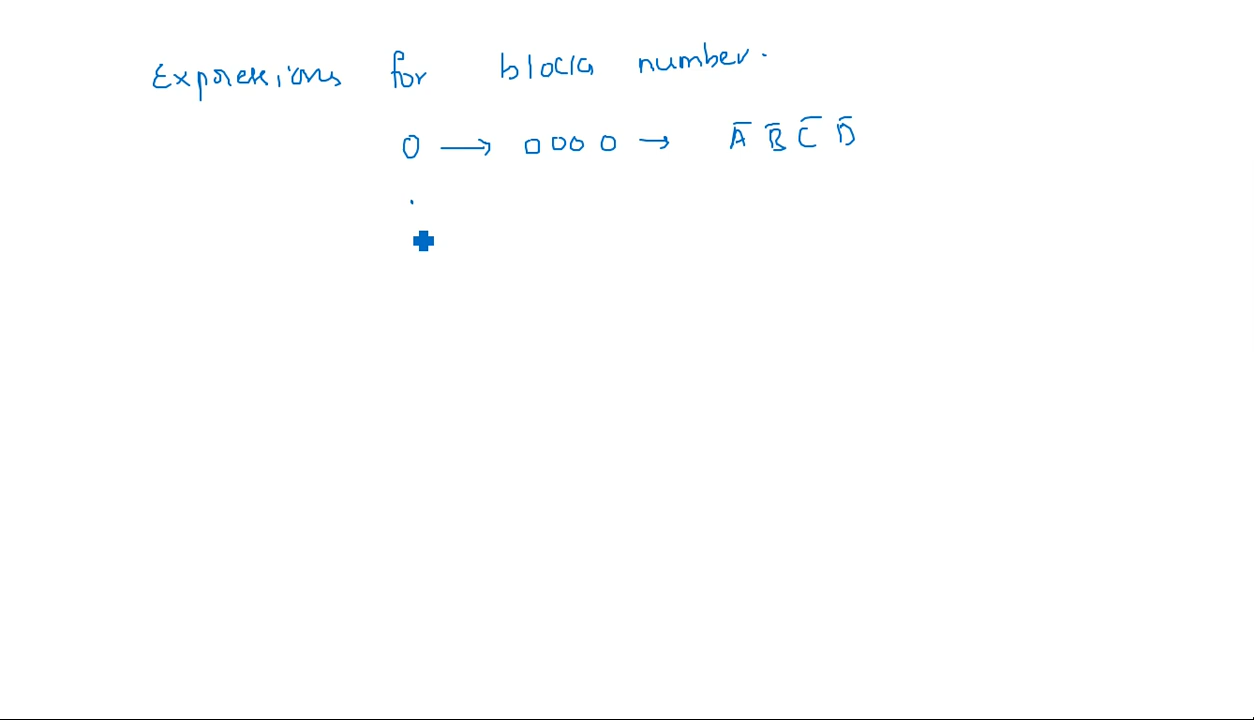 Expressions for block number.
0 → 0000 → A̅ B̅ C̅ D̅
.